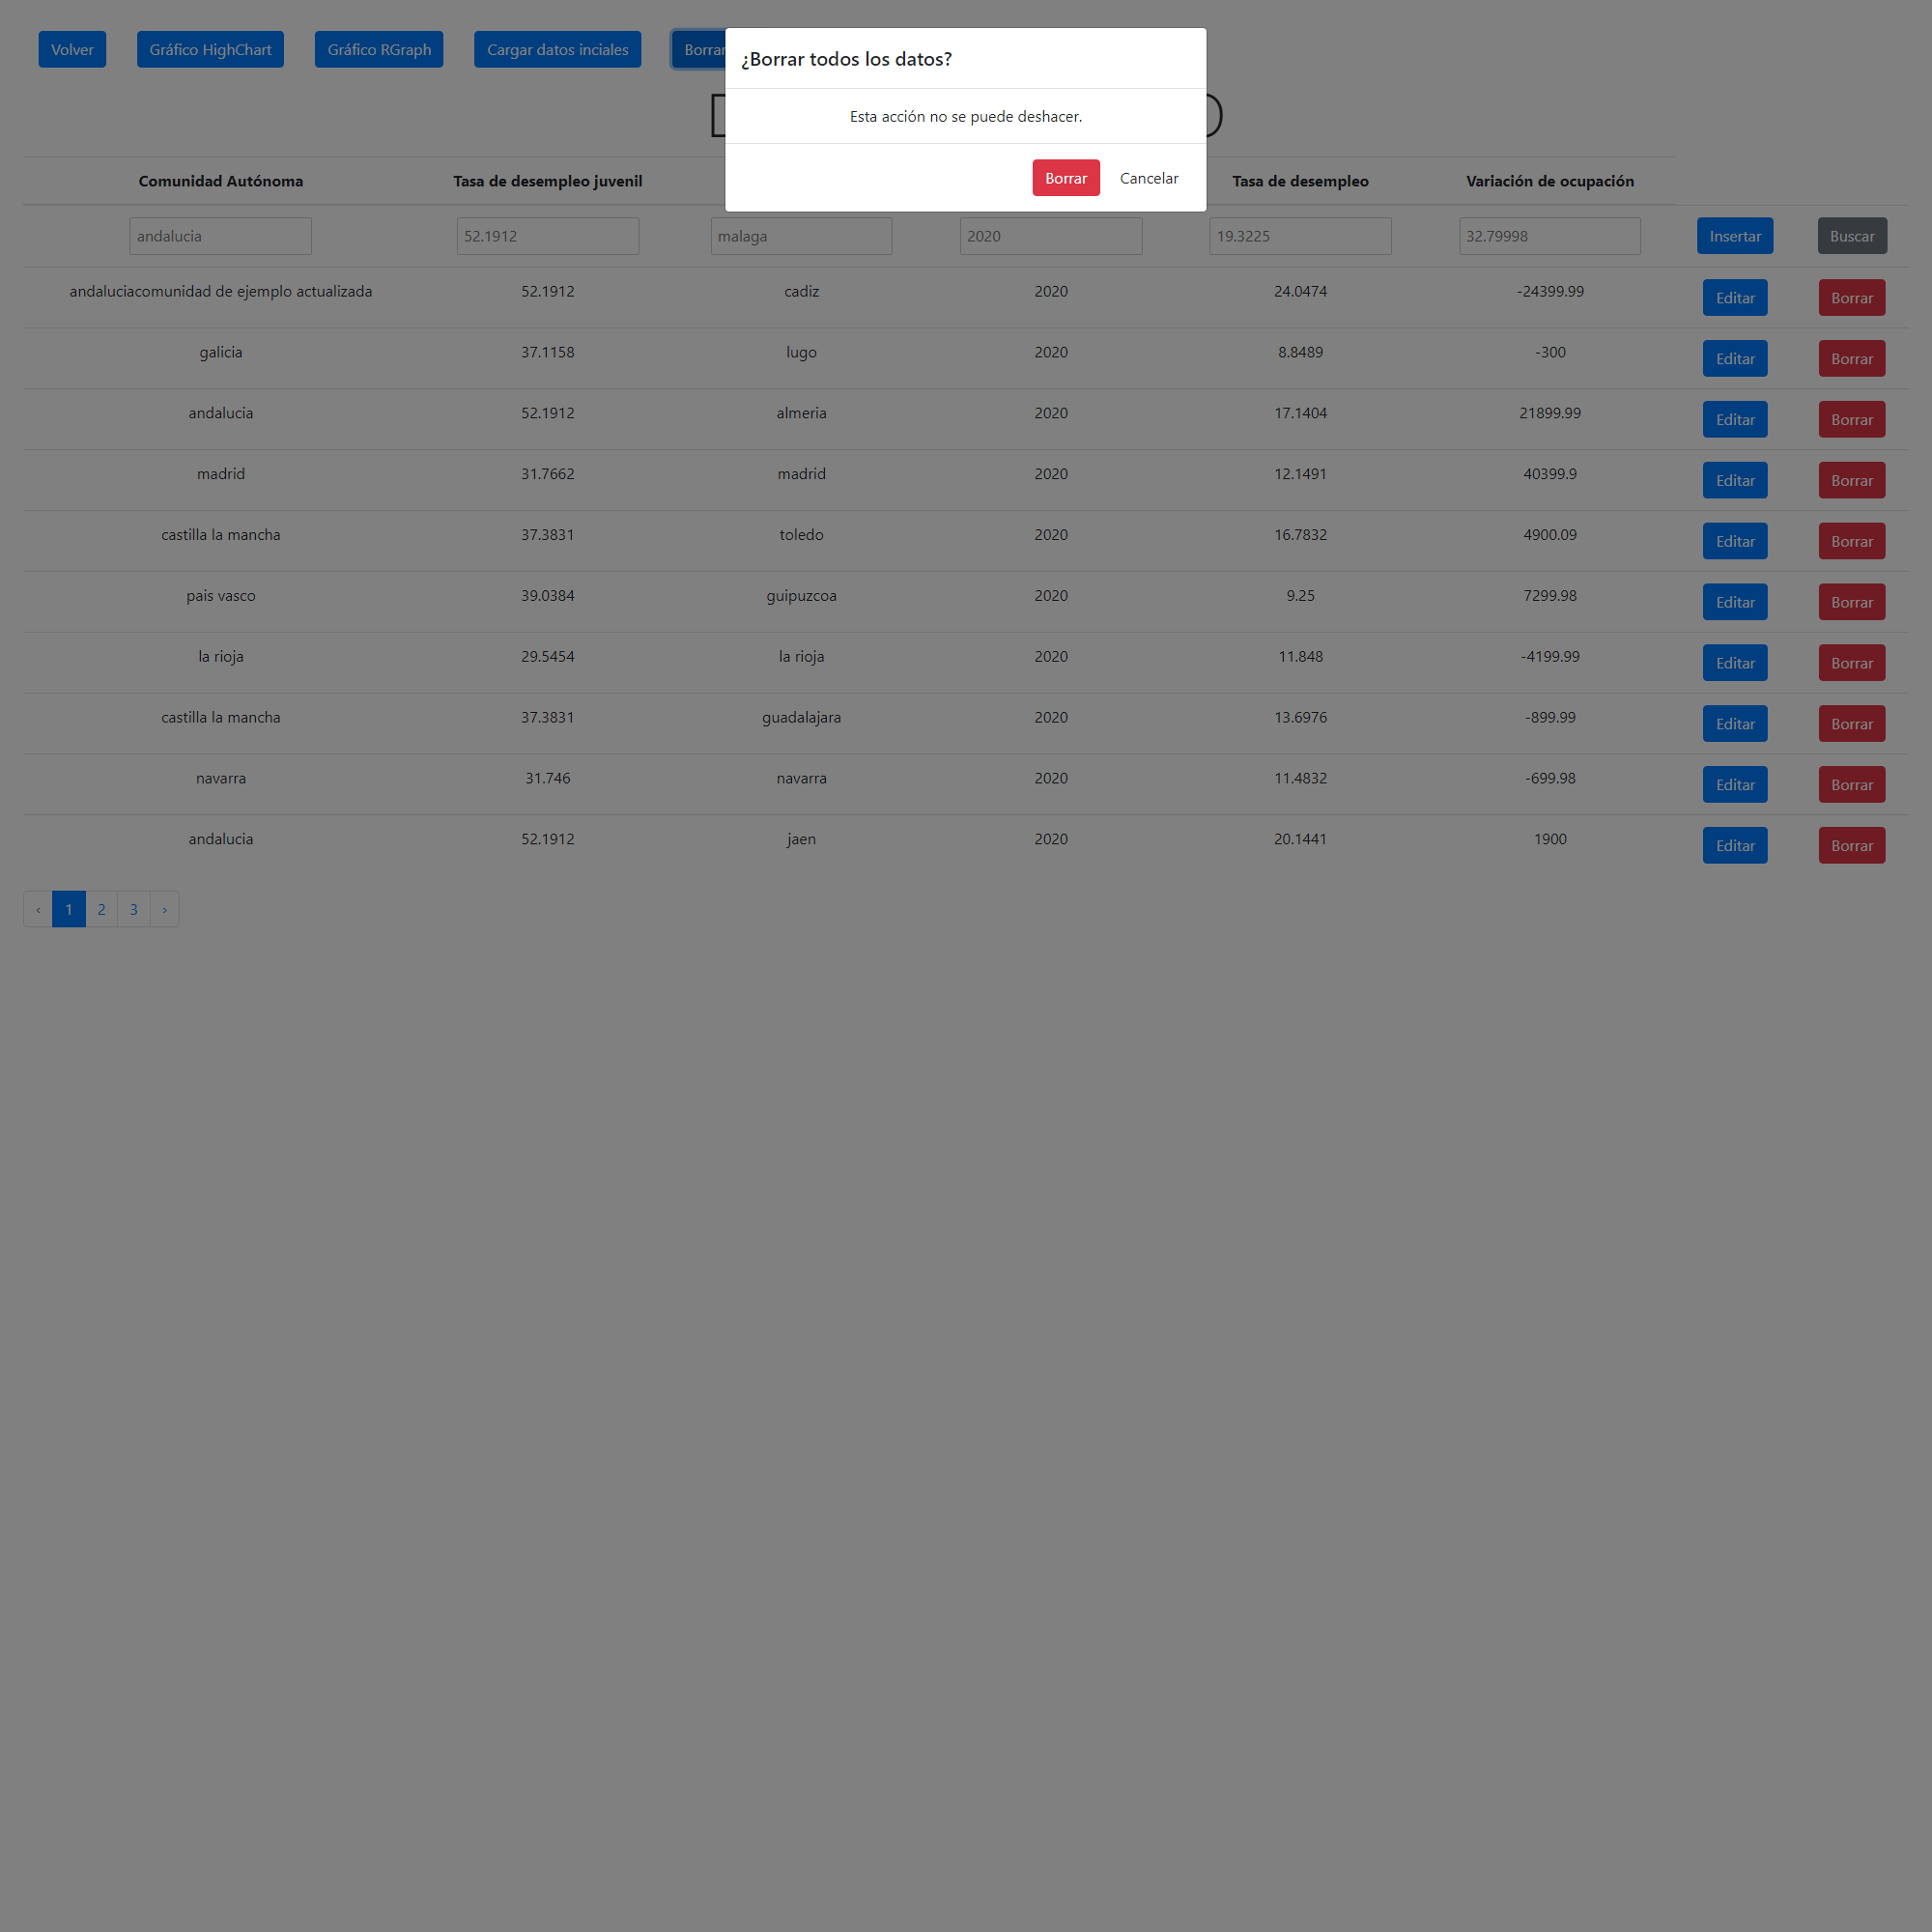 Volver Gráfico HighChart Gráfico RGraph Cargar datos inciales Borrar
¿Borrar todos los datos?
Esta acción no se puede deshacer.
Borrar Cancelar
Comunidad Autónoma Tasa de desempleo juvenil Tasa de desempleo Variación de ocupación
andalucia 52.1912 malaga 2020 19.3225 32.79998 Insertar Buscar
andaluciacomunidad de ejemplo actualizada 52.1912 cadiz 2020 24.0474 -24399.99 Editar Borrar
galicia 37.1158 lugo 2020 8.8489 -300 Editar Borrar
andalucia 52.1912 almeria 2020 17.1404 21899.99 Editar Borrar
madrid 31.7662 madrid 2020 12.1491 40399.9 Editar Borrar
castilla la mancha 37.3831 toledo 2020 16.7832 4900.09 Editar Borrar
pais vasco 39.0384 guipuzcoa 2020 9.25 7299.98 Editar Borrar
la rioja 29.5454 la rioja 2020 11.848 -4199.99 Editar Borrar
castilla la mancha 37.3831 guadalajara 2020 13.6976 -899.99 Editar Borrar
navarra 31.746 navarra 2020 11.4832 -699.98 Editar Borrar
andalucia 52.1912 jaen 2020 20.1441 1900 Editar Borrar
‹ 1 2 3 ›